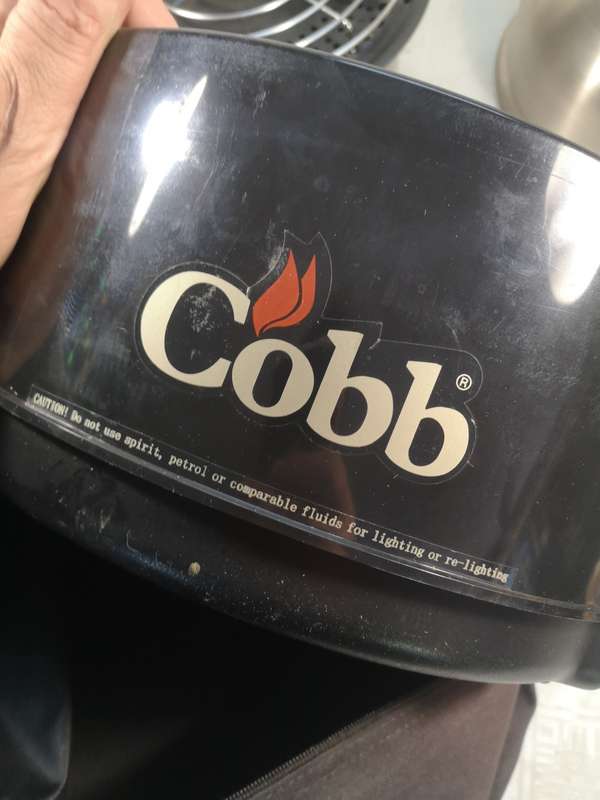 Cobb®
CAUTION! Do not use spirit, petrol or comparable fluids for lighting or re-lighting